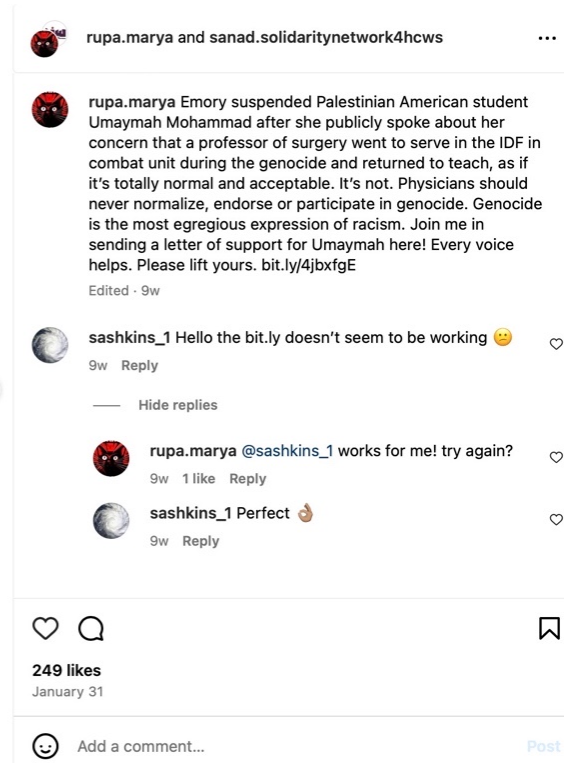 rupa.marya and sanad.solidaritynetwork4hcws
rupa.marya Emory suspended Palestinian American student
Umaymah Mohammad after she publicly spoke about her
concern that a professor of surgery went to serve in the IDF in
combat unit during the genocide and returned to teach, as if
it's totally normal and acceptable. It's not. Physicians should
never normalize, endorse or participate in genocide. Genocide
is the most egregious expression of racism. Join me in
sending a letter of support for Umaymah here! Every voice
helps. Please lift yours. bit.ly/4jbxfgE
Edited · 9w
sashkins_1 Hello the bit.ly doesn't seem to be working 😕
9w Reply
Hide replies
rupa.marya @sashkins_1 works for me! try again?
9w 1 like Reply
sashkins_1 Perfect 👌🏽
9w Reply
249 likes
January 31
Add a comment...
Post